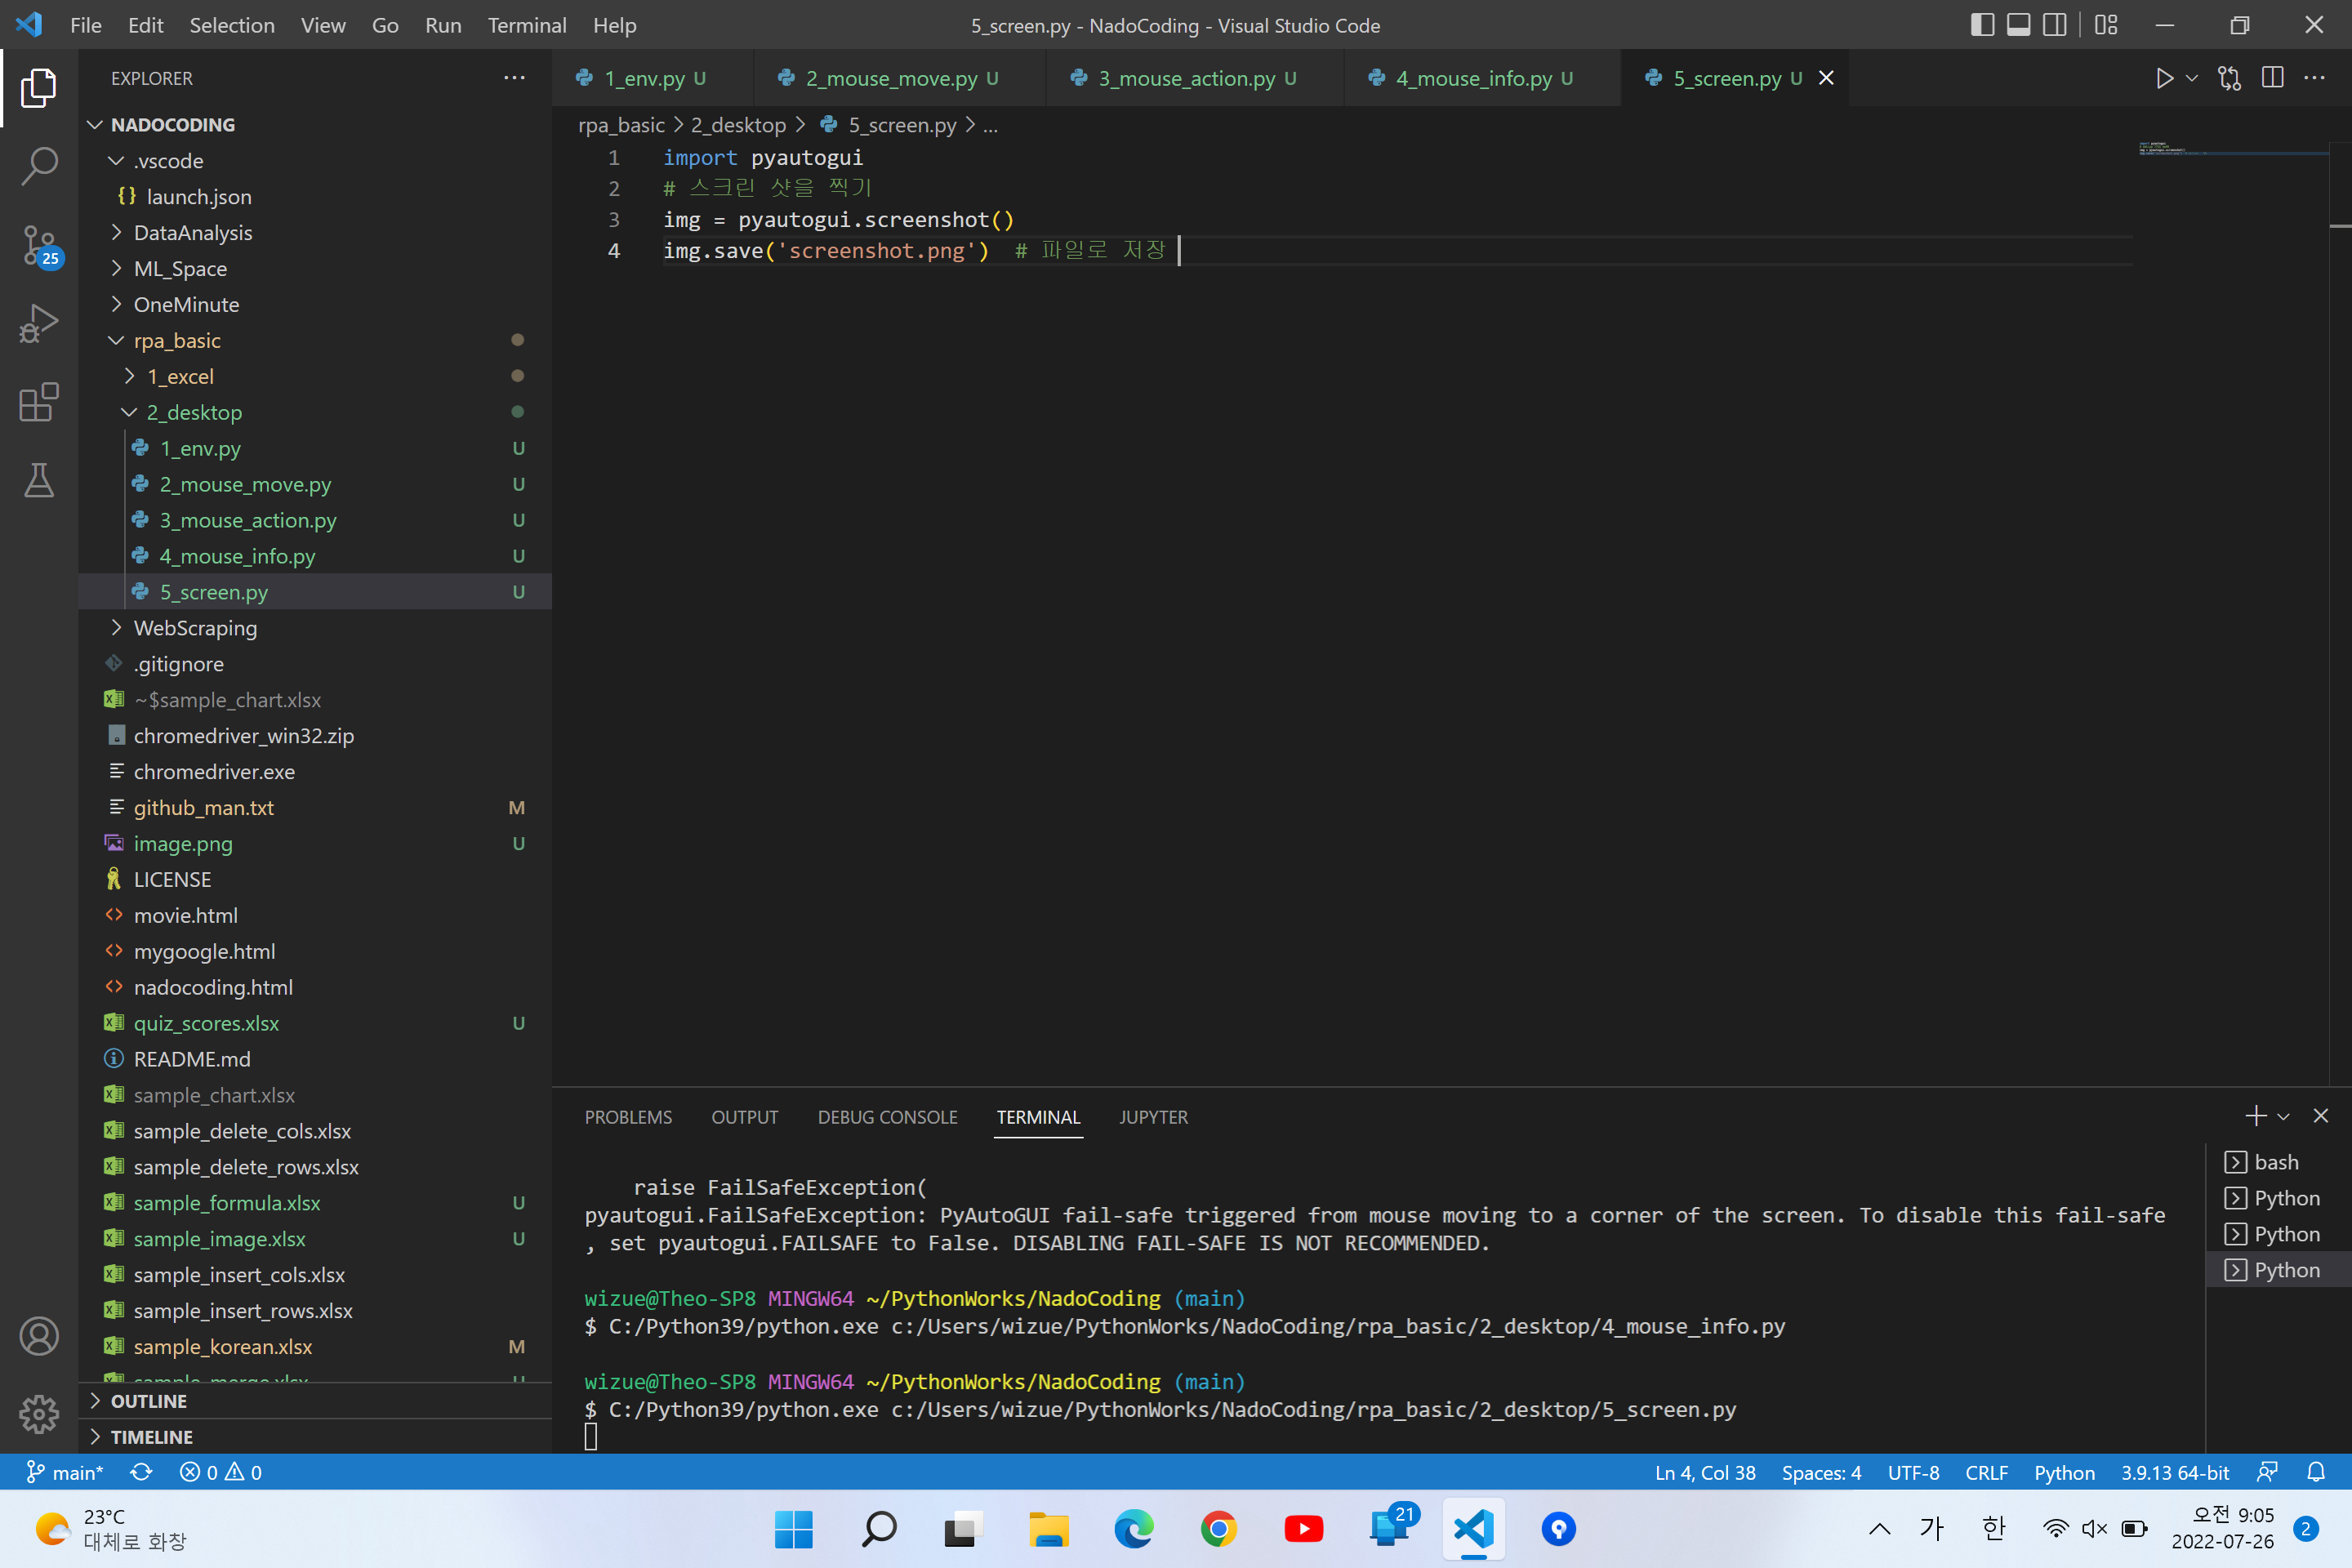 File Edit Selection View Go Run Terminal Help
5_screen.py - NadoCoding - Visual Studio Code
EXPLORER
NADOCODING
.vscode
launch.json
DataAnalysis
ML_Space
OneMinute
rpa_basic
1_excel
2_desktop
1_env.py U
2_mouse_move.py U
3_mouse_action.py U
4_mouse_info.py U
5_screen.py U
WebScraping
.gitignore
~$sample_chart.xlsx
chromedriver_win32.zip
chromedriver.exe
github_man.txt M
image.png U
LICENSE
movie.html
mygoogle.html
nadocoding.html
quiz_scores.xlsx U
README.md
sample_chart.xlsx
sample_delete_cols.xlsx
sample_delete_rows.xlsx
sample_formula.xlsx U
sample_image.xlsx U
sample_insert_cols.xlsx
sample_insert_rows.xlsx
sample_korean.xlsx M
OUTLINE
TIMELINE
25
1_env.py U 2_mouse_move.py U 3_mouse_action.py U 4_mouse_info.py U 5_screen.py U
rpa_basic > 2_desktop > 5_screen.py > ...
1 import pyautogui
2 # 스크린 샷을 찍기
3 img = pyautogui.screenshot()
4 img.save('screenshot.png')  # 파일로 저장
PROBLEMS OUTPUT DEBUG CONSOLE TERMINAL JUPYTER
raise FailSafeException(
pyautogui.FailSafeException: PyAutoGUI fail-safe triggered from mouse moving to a corner of the screen. To disable this fail-safe
, set pyautogui.FAILSAFE to False. DISABLING FAIL-SAFE IS NOT RECOMMENDED.
wizue@Theo-SP8 MINGW64 ~/PythonWorks/NadoCoding (main)
$ C:/Python39/python.exe c:/Users/wizue/PythonWorks/NadoCoding/rpa_basic/2_desktop/4_mouse_info.py
wizue@Theo-SP8 MINGW64 ~/PythonWorks/NadoCoding (main)
$ C:/Python39/python.exe c:/Users/wizue/PythonWorks/NadoCoding/rpa_basic/2_desktop/5_screen.py
bash
Python
Python
Python
main* 0 0 Ln 4, Col 38 Spaces: 4 UTF-8 CRLF Python 3.9.13 64-bit
23°C
대체로 화창
21
가 한
오전 9:05
2022-07-26
2